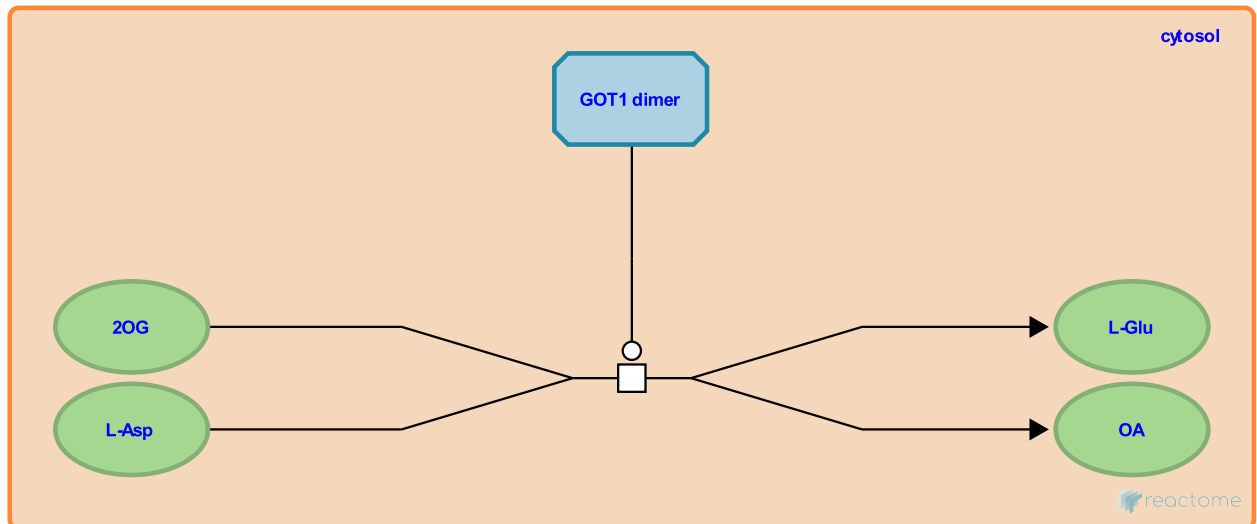 cytosol
GOT1 dimer
2OG
L-Glu
L-Asp
OA
reactome